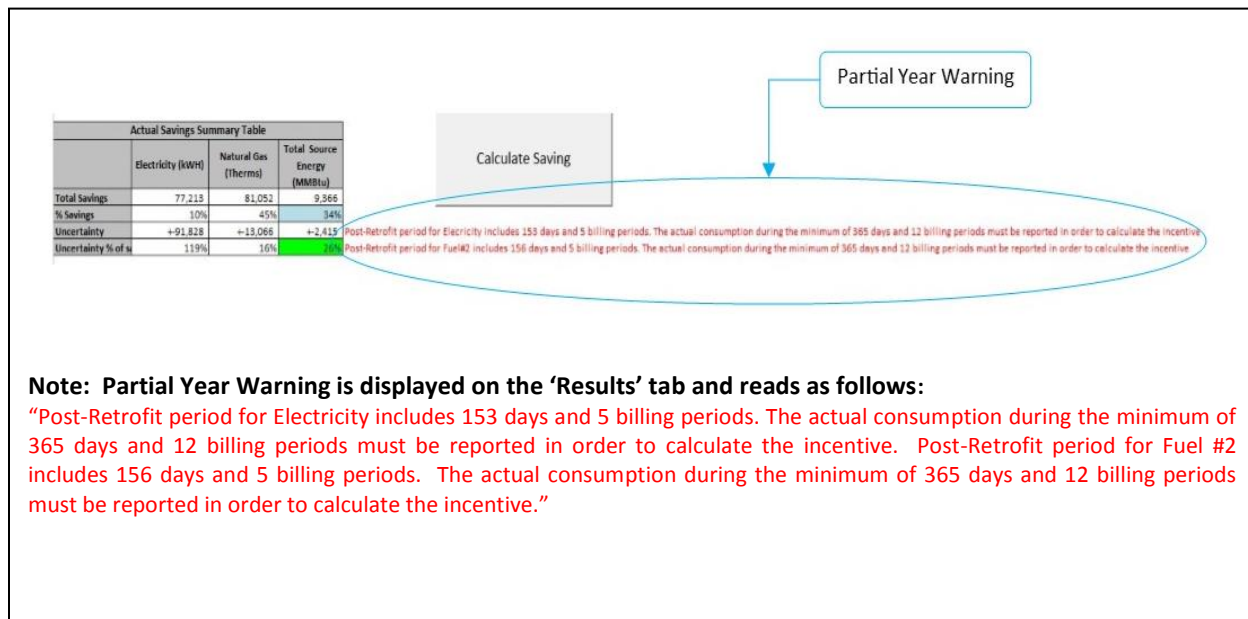 Partial Year Warning
Actual Savings Summary Table
Electricity (kWH)
Natural Gas
(Therms)
Total Source
Energy
(MMBtu)
Calculate Saving
Total Savings 77,213 81,052 9,366
% Savings 10% 45% 34%
Uncertainty +-91,828 +-13,066 +-2,415 Post-Retrofit period for Elecricity includes 153 days and 5 billing periods. The actual consumption during the minimum of 365 days and 12 billing periods must be reported in order to calculate the incentive
Uncertainty % of s 119% 16% 26% Post-Retrofit period for Fuel#2 includes 156 days and 5 billing periods. The actual consumption during the minimum of 365 days and 12 billing periods must be reported in order to calculate the incentive
Note: Partial Year Warning is displayed on the ‘Results’ tab and reads as follows:
“Post-Retrofit period for Electricity includes 153 days and 5 billing periods. The actual consumption during the minimum of
365 days and 12 billing periods must be reported in order to calculate the incentive. Post-Retrofit period for Fuel #2
includes 156 days and 5 billing periods. The actual consumption during the minimum of 365 days and 12 billing periods
must be reported in order to calculate the incentive.”